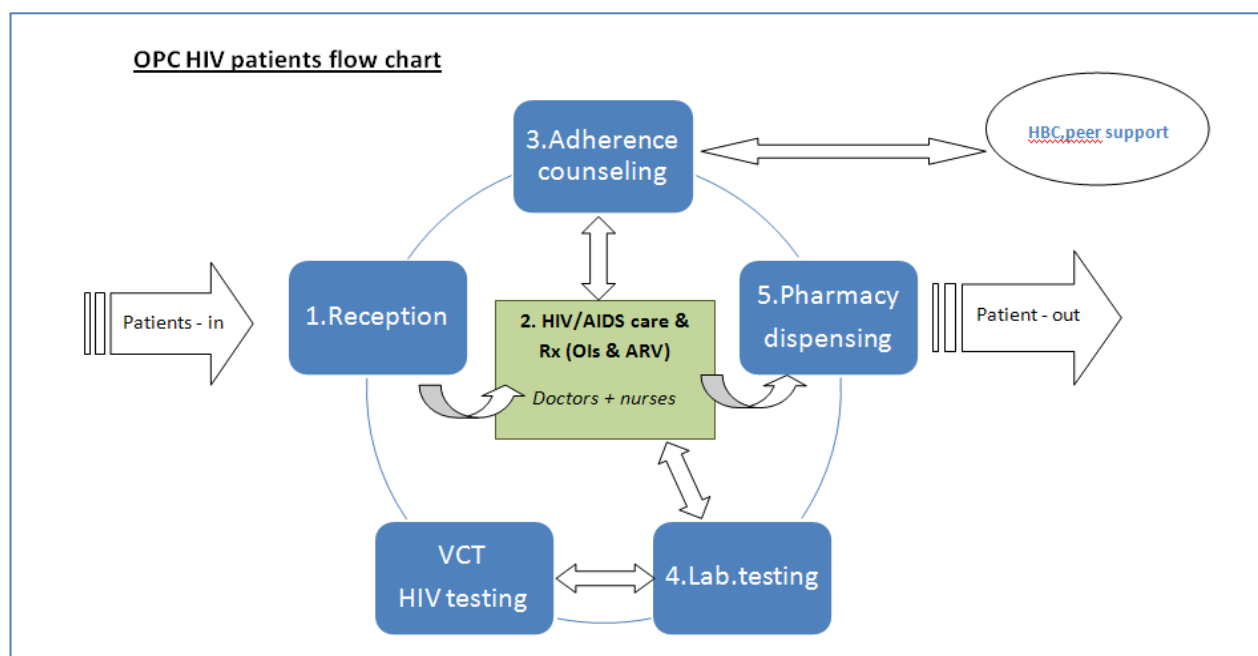 OPC HIV patients flow chart
3.Adherence
counseling
HBC,peer support
Patients - in
1.Reception
2. HIV/AIDS care &
Rx (OIs & ARV)
Doctors + nurses
5.Pharmacy
dispensing
Patient - out
VCT
HIV testing
4.Lab.testing